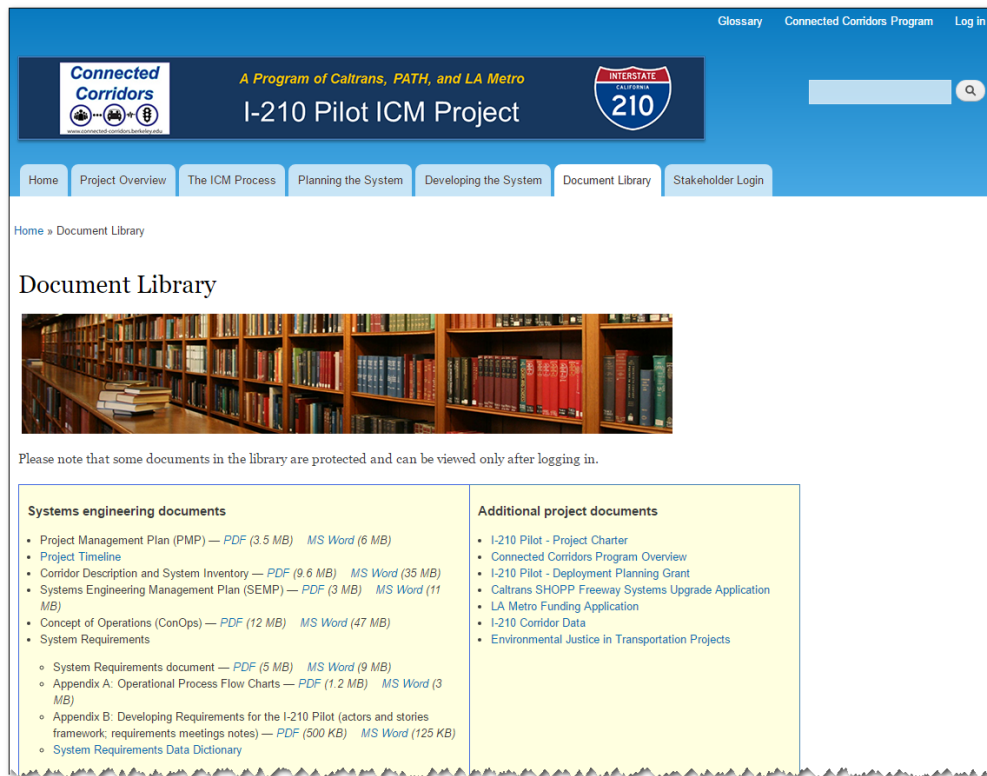 Glossary Connected Corridors Program Log in
Connected
Corridors
www.connected-corridors.berkeley.edu
A Program of Caltrans, PATH, and LA Metro
I-210 Pilot ICM Project
INTERSTATE
CALIFORNIA
210
Home Project Overview The ICM Process Planning the System Developing the System Document Library Stakeholder Login
Home » Document Library
Document Library
Please note that some documents in the library are protected and can be viewed only after logging in.
Systems engineering documents
• Project Management Plan (PMP) — PDF (3.5 MB) MS Word (6 MB)
• Project Timeline
• Corridor Description and System Inventory — PDF (9.6 MB) MS Word (35 MB)
• Systems Engineering Management Plan (SEMP) — PDF (3 MB) MS Word (11
MB)
• Concept of Operations (ConOps) — PDF (12 MB) MS Word (47 MB)
• System Requirements
◦ System Requirements document — PDF (5 MB) MS Word (9 MB)
◦ Appendix A: Operational Process Flow Charts — PDF (1.2 MB) MS Word (3
MB)
◦ Appendix B: Developing Requirements for the I-210 Pilot (actors and stories
framework; requirements meetings notes) — PDF (500 KB) MS Word (125 KB)
◦ System Requirements Data Dictionary
Additional project documents
• I-210 Pilot - Project Charter
• Connected Corridors Program Overview
• I-210 Pilot - Deployment Planning Grant
• Caltrans SHOPP Freeway Systems Upgrade Application
• LA Metro Funding Application
• I-210 Corridor Data
• Environmental Justice in Transportation Projects